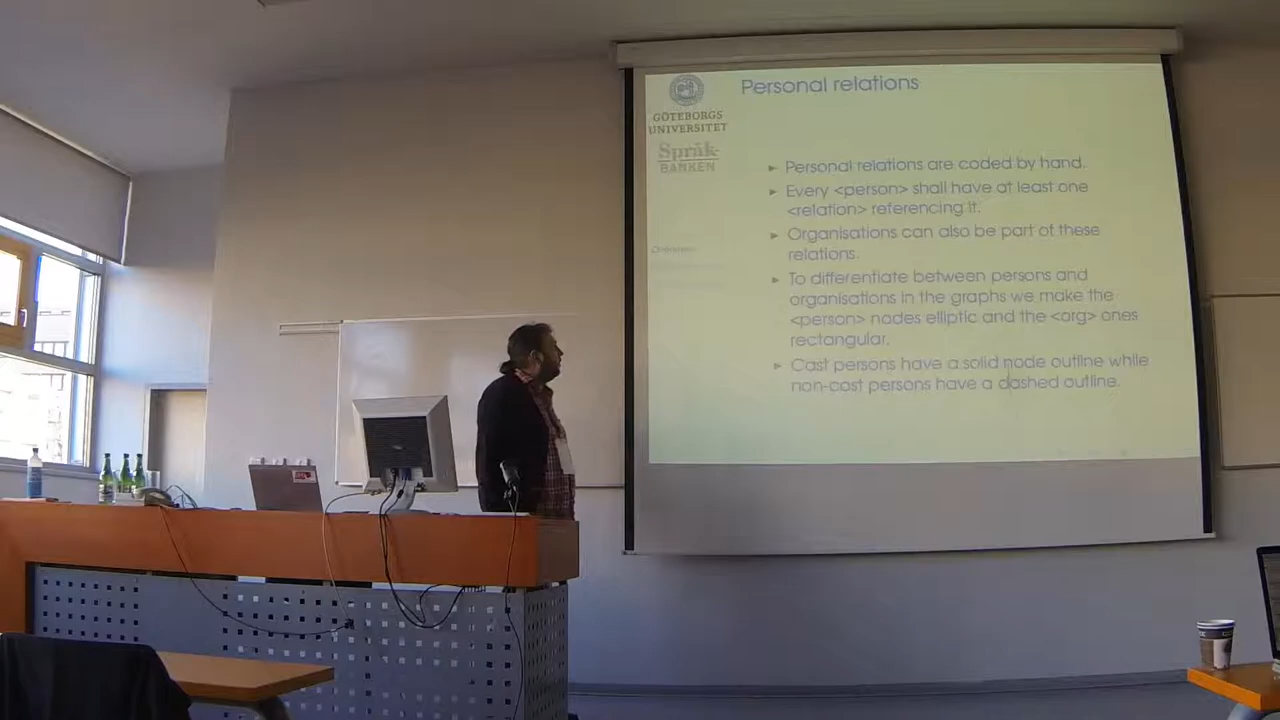 Personal relations
GÖTEBORGS
UNIVERSITET
Språk-
BANKEN
► Personal relations are coded by hand.
► Every <person> shall have at least one
<relation> referencing it.
► Organisations can also be part of these
relations.
► To differentiate between persons and
organisations in the graphs we make the
<person> nodes elliptic and the <org> ones
rectangular.
► Cast persons have a solid node outline while
non-cast persons have a dashed outline.